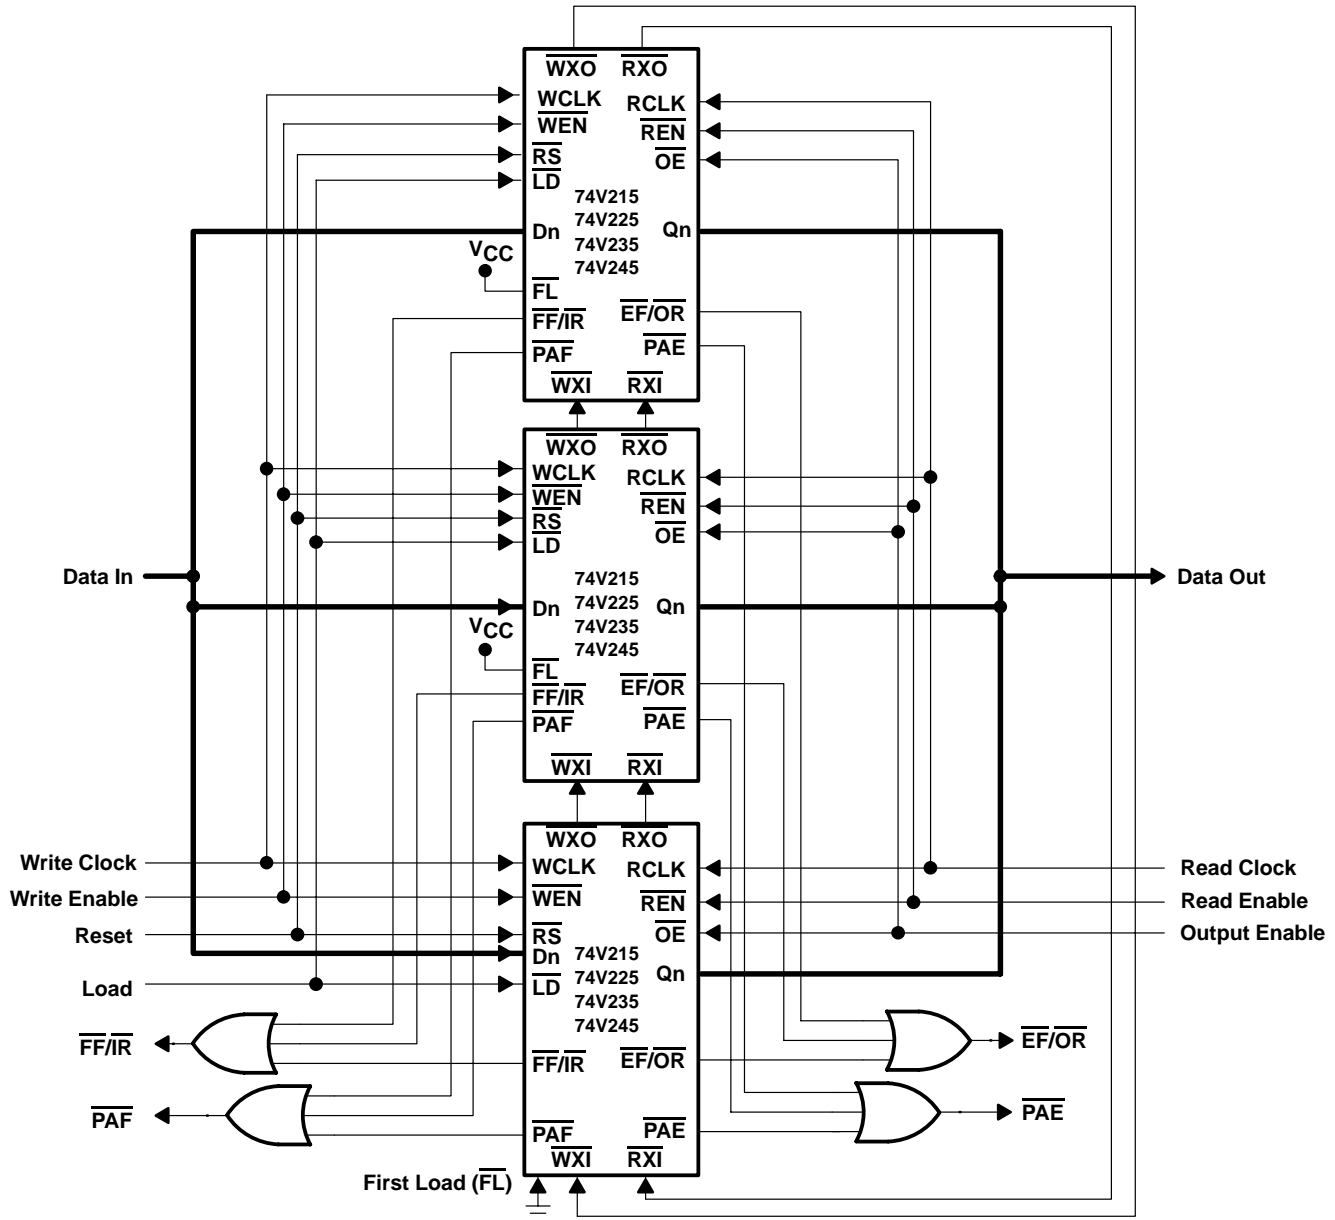 WXO RXO
WCLK RCLK
WEN REN
RS OE
LD
74V215
74V225
Dn Qn
74V235
74V245
VCC
FL
FF/IR EF/OR
PAF PAE
WXI RXI
WXO RXO
WCLK RCLK
WEN REN
RS OE
LD
Data In
Data Out
74V215
74V225
Dn Qn
74V235
74V245
VCC
FL
FF/IR EF/OR
PAF PAE
WXI RXI
WXO RXO
Write Clock WCLK RCLK Read Clock
Write Enable WEN REN Read Enable
Reset RS OE Output Enable
Dn 74V215
74V225 Qn
Load LD
74V235
74V245
FF/IR
EF/OR
FF/IR EF/OR
PAF
PAE
PAF PAE
WXI RXI
First Load (FL)